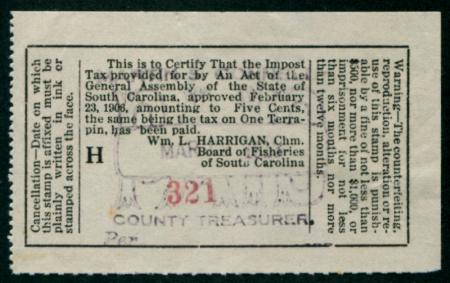 Cancellation—Date on which
this stamp is affixed must be
plainly written in ink or
stamped across the face.
This is to Certify That the Impost
Tax provided for by An Act of the
General Assembly of the State of
South Carolina, approved February
23, 1906, amounting to Five Cents,
the same being the tax on One Terra-
pin, has been paid.
Wm. L. HARRIGAN, Chm.
Board of Fisheries
of South Carolina
H
MAR
321
COUNTY TREASURER.
Per
Warning—The counterfeiting,
reproduction, alteration or re-
use of this stamp is punish-
able by a fine of not less than
$500, nor more than $1,000, or
imprisonment for not less
than six months nor more
than twelve months.